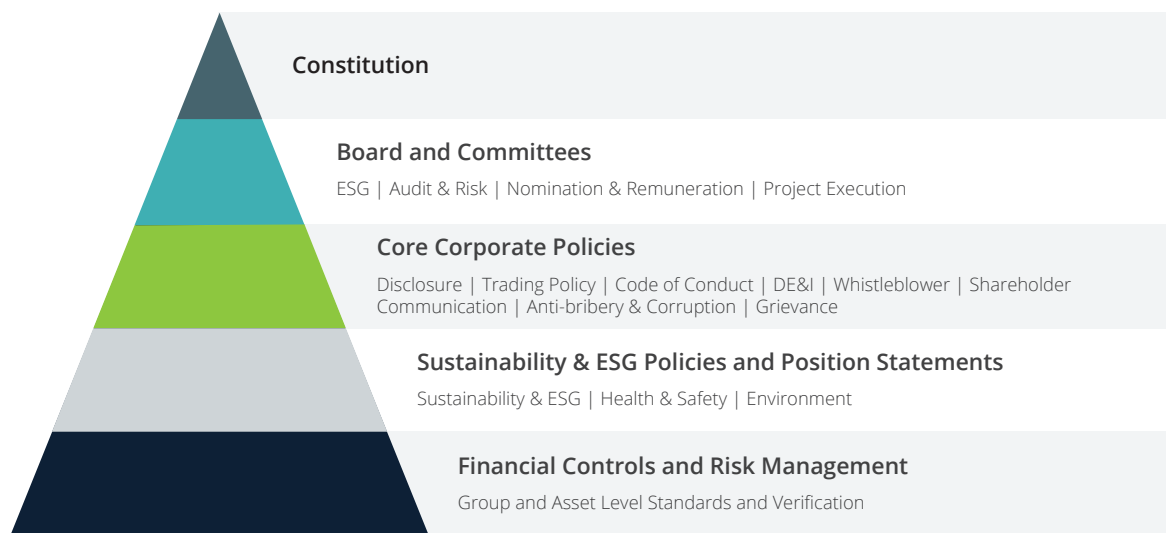 Constitution
Board and Committees
ESG | Audit & Risk | Nomination & Remuneration | Project Execution
Core Corporate Policies
Disclosure | Trading Policy | Code of Conduct | DE&I | Whistleblower | Shareholder
Communication | Anti-bribery & Corruption | Grievance
Sustainability & ESG Policies and Position Statements
Sustainability & ESG | Health & Safety | Environment
Financial Controls and Risk Management
Group and Asset Level Standards and Verification